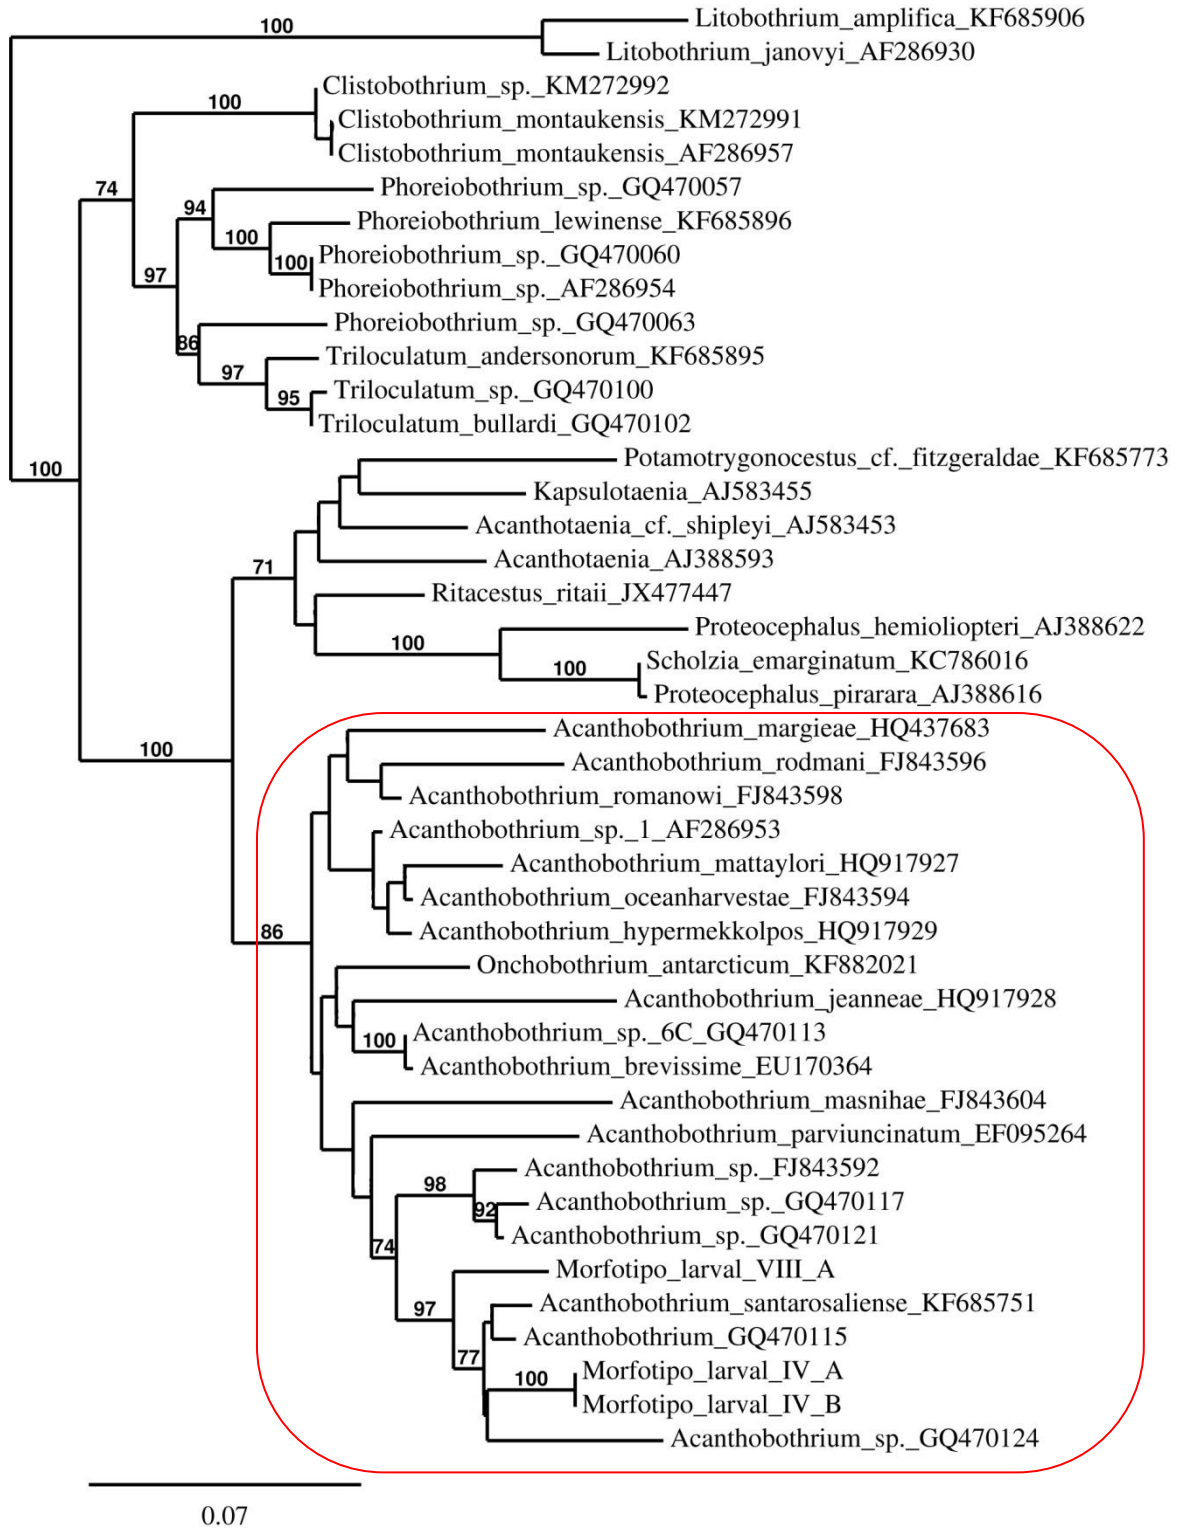 100
Litobothrium_amplifica_KF685906
Litobothrium_janovyi_AF286930
Clistobothrium_sp._KM272992
100
Clistobothrium_montaukensis_KM272991
Clistobothrium_montaukensis_AF286957
74
Phoreiobothrium_sp._GQ470057
94
Phoreiobothrium_lewinense_KF685896
100
Phoreiobothrium_sp._GQ470060
100
Phoreiobothrium_sp._AF286954
97
Phoreiobothrium_sp._GQ470063
86
Triloculatum_andersonorum_KF685895
97
Triloculatum_sp._GQ470100
95
Triloculatum_bullardi_GQ470102
100
Potamotrygonocestus_cf._fitzgeraldae_KF685773
Kapsulotaenia_AJ583455
Acanthotaenia_cf._shipleyi_AJ583453
Acanthotaenia_AJ388593
71
Ritacestus_ritaii_JX477447
Proteocephalus_hemioliopteri_AJ388622
100
Scholzia_emarginatum_KC786016
100
Proteocephalus_pirarara_AJ388616
100
Acanthobothrium_margieae_HQ437683
Acanthobothrium_rodmani_FJ843596
Acanthobothrium_romanowi_FJ843598
Acanthobothrium_sp._1_AF286953
Acanthobothrium_mattaylori_HQ917927
Acanthobothrium_oceanharvestae_FJ843594
Acanthobothrium_hypermekkolpos_HQ917929
86
Onchobothrium_antarcticum_KF882021
Acanthobothrium_jeanneae_HQ917928
Acanthobothrium_sp._6C_GQ470113
100
Acanthobothrium_brevissime_EU170364
Acanthobothrium_masnihae_FJ843604
Acanthobothrium_parviuncinatum_EF095264
Acanthobothrium_sp._FJ843592
98
Acanthobothrium_sp._GQ470117
92
Acanthobothrium_sp._GQ470121
74
Morfotipo_larval_VIII_A
Acanthobothrium_santarosaliense_KF685751
97
Acanthobothrium_GQ470115
77
Morfotipo_larval_IV_A
100
Morfotipo_larval_IV_B
Acanthobothrium_sp._GQ470124
0.07